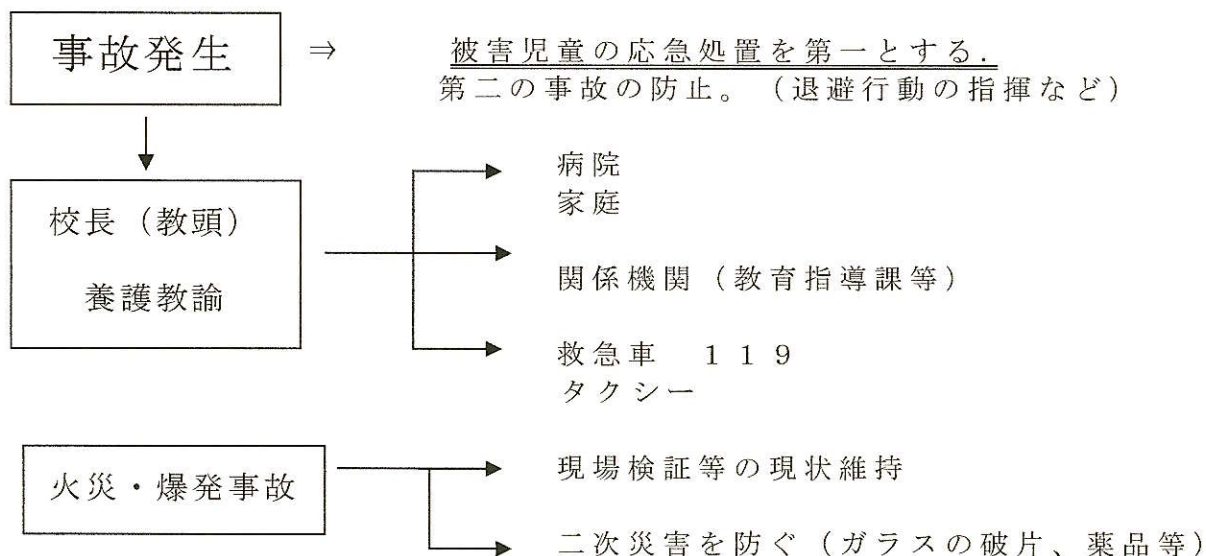 事故発生 ⇒ 被害児童の応急処置を第一とする.
第二の事故の防止。（退避行動の指揮など）
校長（教頭）
養護教諭
病院
家庭
関係機関（教育指導課等）
救急車 １１９
タクシー
火災・爆発事故
現場検証等の現状維持
二次災害を防ぐ（ガラスの破片、薬品等）